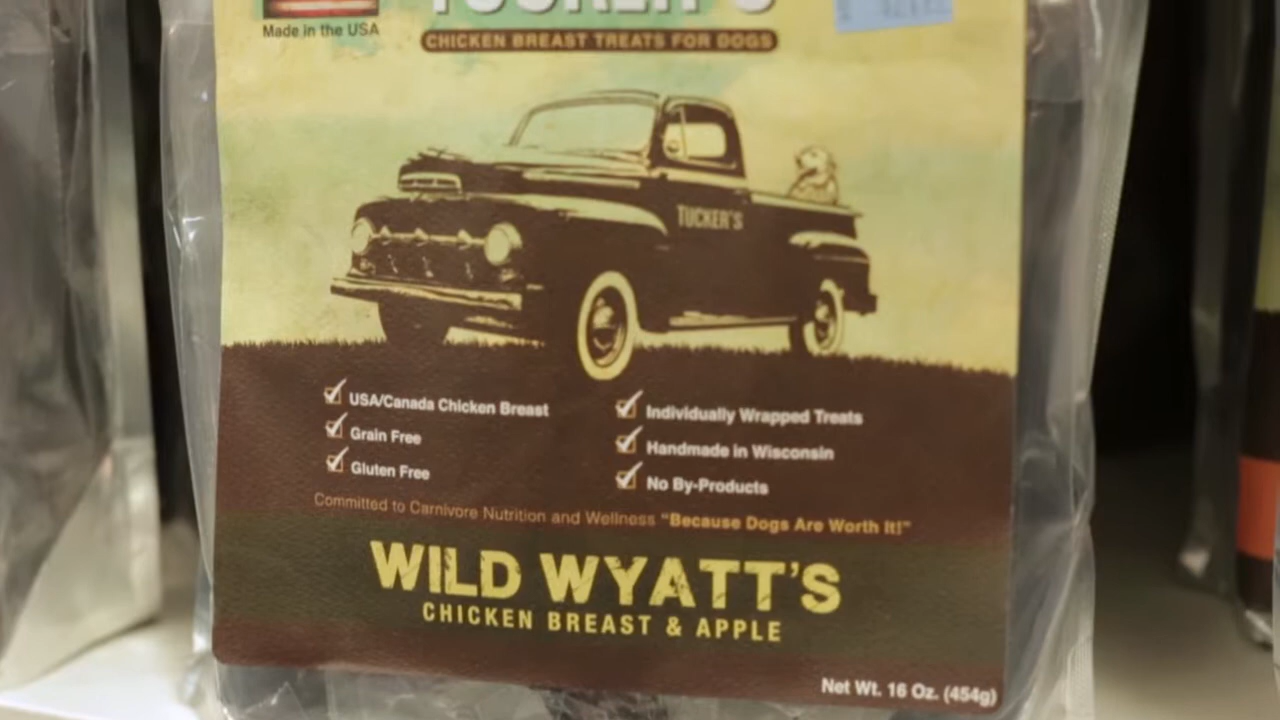 TUCKER'S
Made in the USA
CHICKEN BREAST TREATS FOR DOGS
TUCKER'S
USA/Canada Chicken Breast
Grain Free
Gluten Free
Individually Wrapped Treats
Handmade in Wisconsin
No By-Products
Committed to Carnivore Nutrition and Wellness "Because Dogs Are Worth It!"
WILD WYATT'S
CHICKEN BREAST & APPLE
Net Wt. 16 Oz. (454g)